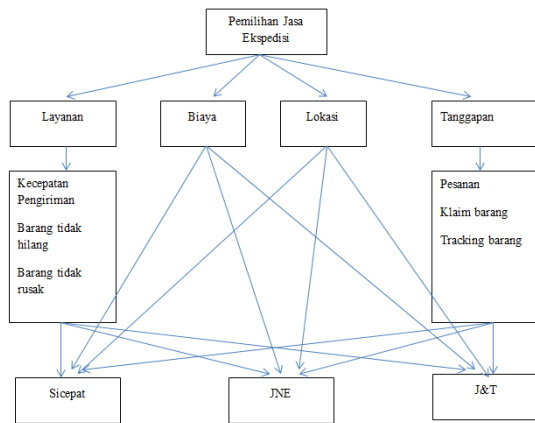 Pemilihan Jasa
Ekspedisi
Layanan
Biaya
Lokasi
Tanggapan
Kecepatan
Pengiriman
Barang tidak
hilang
Barang tidak
rusak
Pesanan
Klaim barang
Tracking barang
Sicepat
JNE
J&T